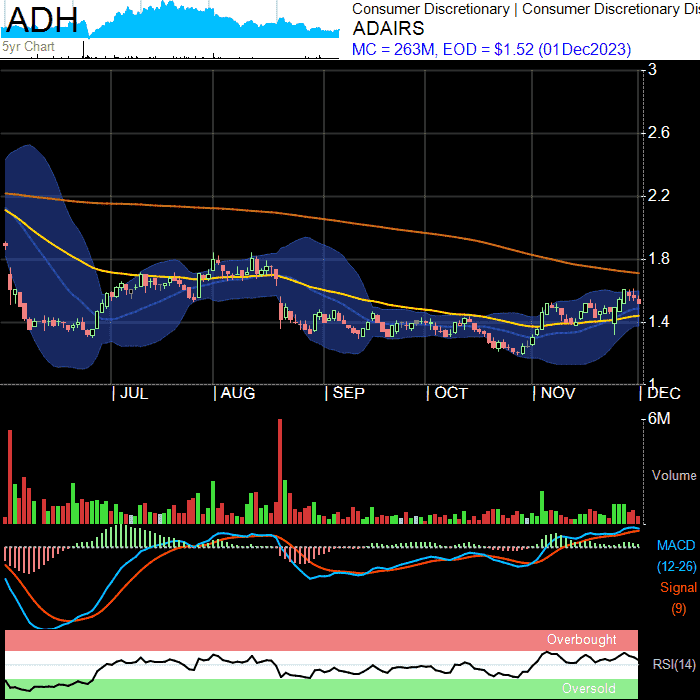 ADH
5yr Chart
Consumer Discretionary | Consumer Discretionary Dis
ADAIRS
MC = 263M, EOD = $1.52 (01Dec2023)
3
2.6
2.2
1.8
1.4
1
JUL AUG SEP OCT NOV DEC
6M
Volume
MACD
(12-26)
Signal
(9)
Overbought
RSI(14)
Oversold